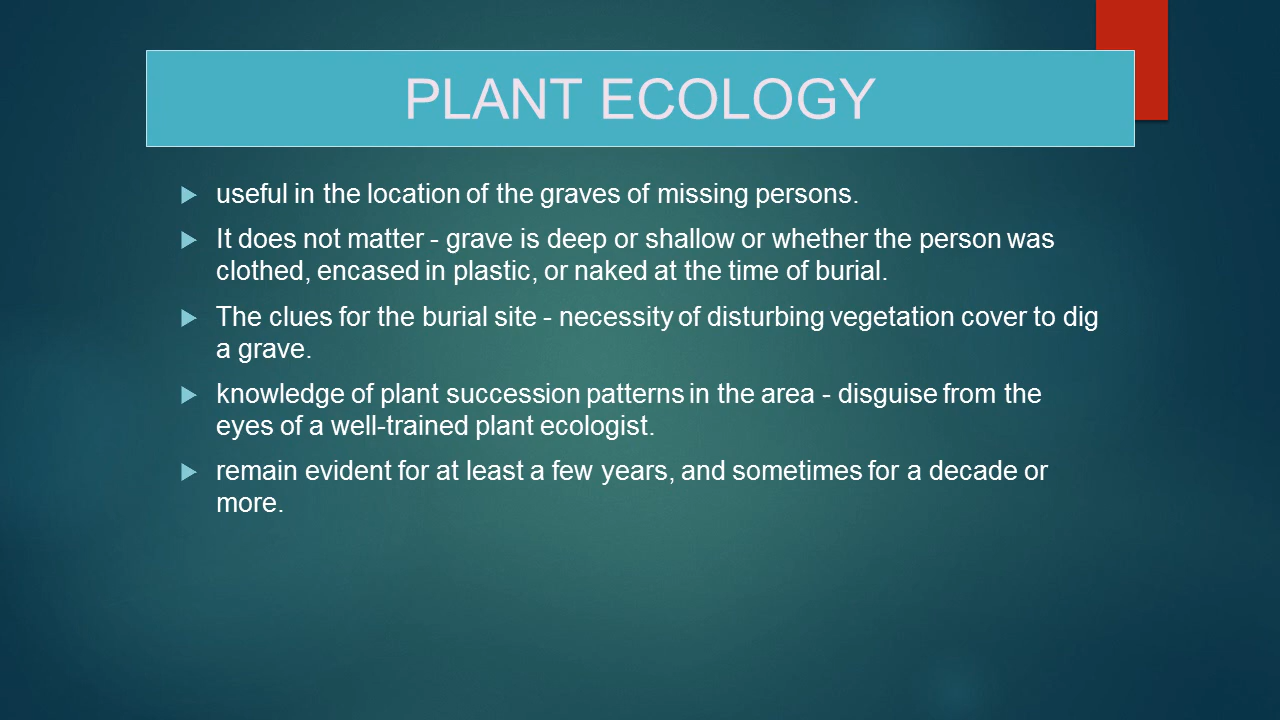 PLANT ECOLOGY
useful in the location of the graves of missing persons.
It does not matter - grave is deep or shallow or whether the person was
clothed, encased in plastic, or naked at the time of burial.
The clues for the burial site - necessity of disturbing vegetation cover to dig
a grave.
knowledge of plant succession patterns in the area - disguise from the
eyes of a well-trained plant ecologist.
remain evident for at least a few years, and sometimes for a decade or
more.